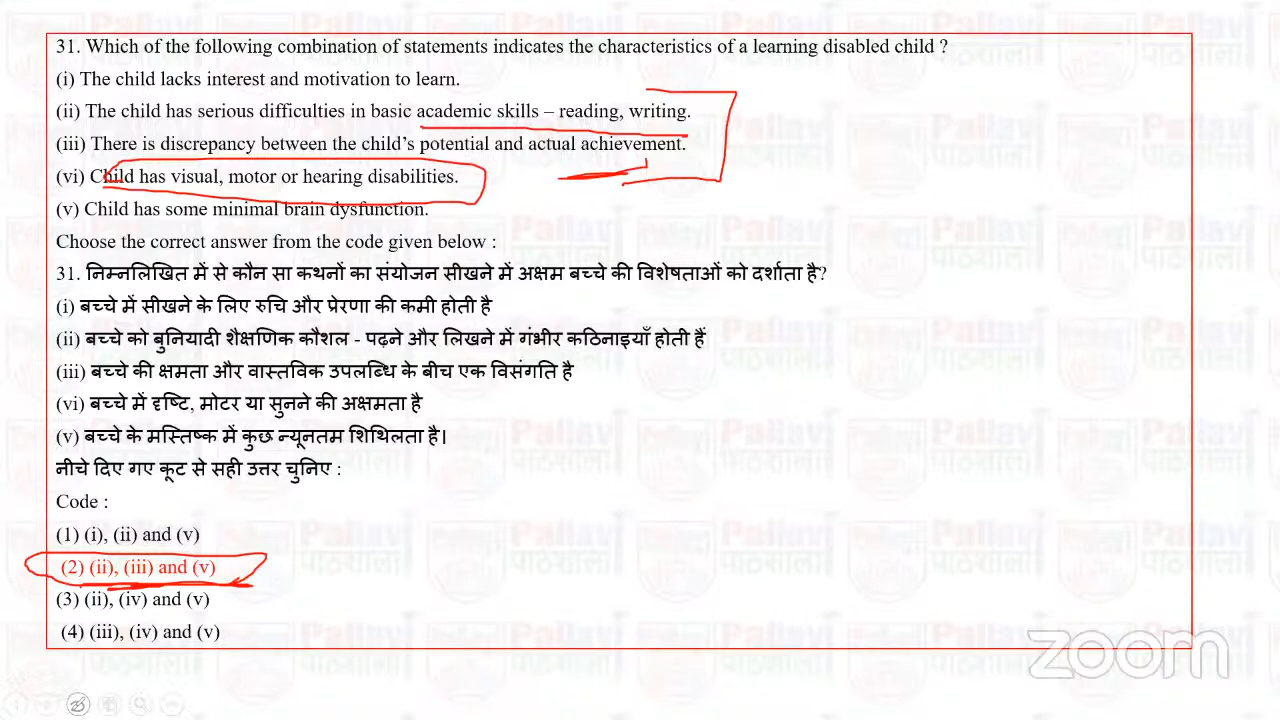 31. Which of the following combination of statements indicates the characteristics of a learning disabled child ?
(i) The child lacks interest and motivation to learn.
(ii) The child has serious difficulties in basic academic skills – reading, writing.
(iii) There is discrepancy between the child's potential and actual achievement.
(vi) Child has visual, motor or hearing disabilities.
(v) Child has some minimal brain dysfunction.
Choose the correct answer from the code given below :
31. निम्नलिखित में से कौन सा कथनों का संयोजन सीखने में अक्षम बच्चे की विशेषताओं को दर्शाता है?
(i) बच्चे में सीखने के लिए रुचि और प्रेरणा की कमी होती है
(ii) बच्चे को बुनियादी शैक्षणिक कौशल - पढ़ने और लिखने में गंभीर कठिनाइयाँ होती हैं
(iii) बच्चे की क्षमता और वास्तविक उपलब्धि के बीच एक विसंगति है
(vi) बच्चे में दृष्टि, मोटर या सुनने की अक्षमता है
(v) बच्चे के मस्तिष्क में कुछ न्यूनतम शिथिलता है।
नीचे दिए गए कूट से सही उत्तर चुनिए :
Code :
(1) (i), (ii) and (v)
(2) (ii), (iii) and (v)
(3) (ii), (iv) and (v)
(4) (iii), (iv) and (v)
zoom